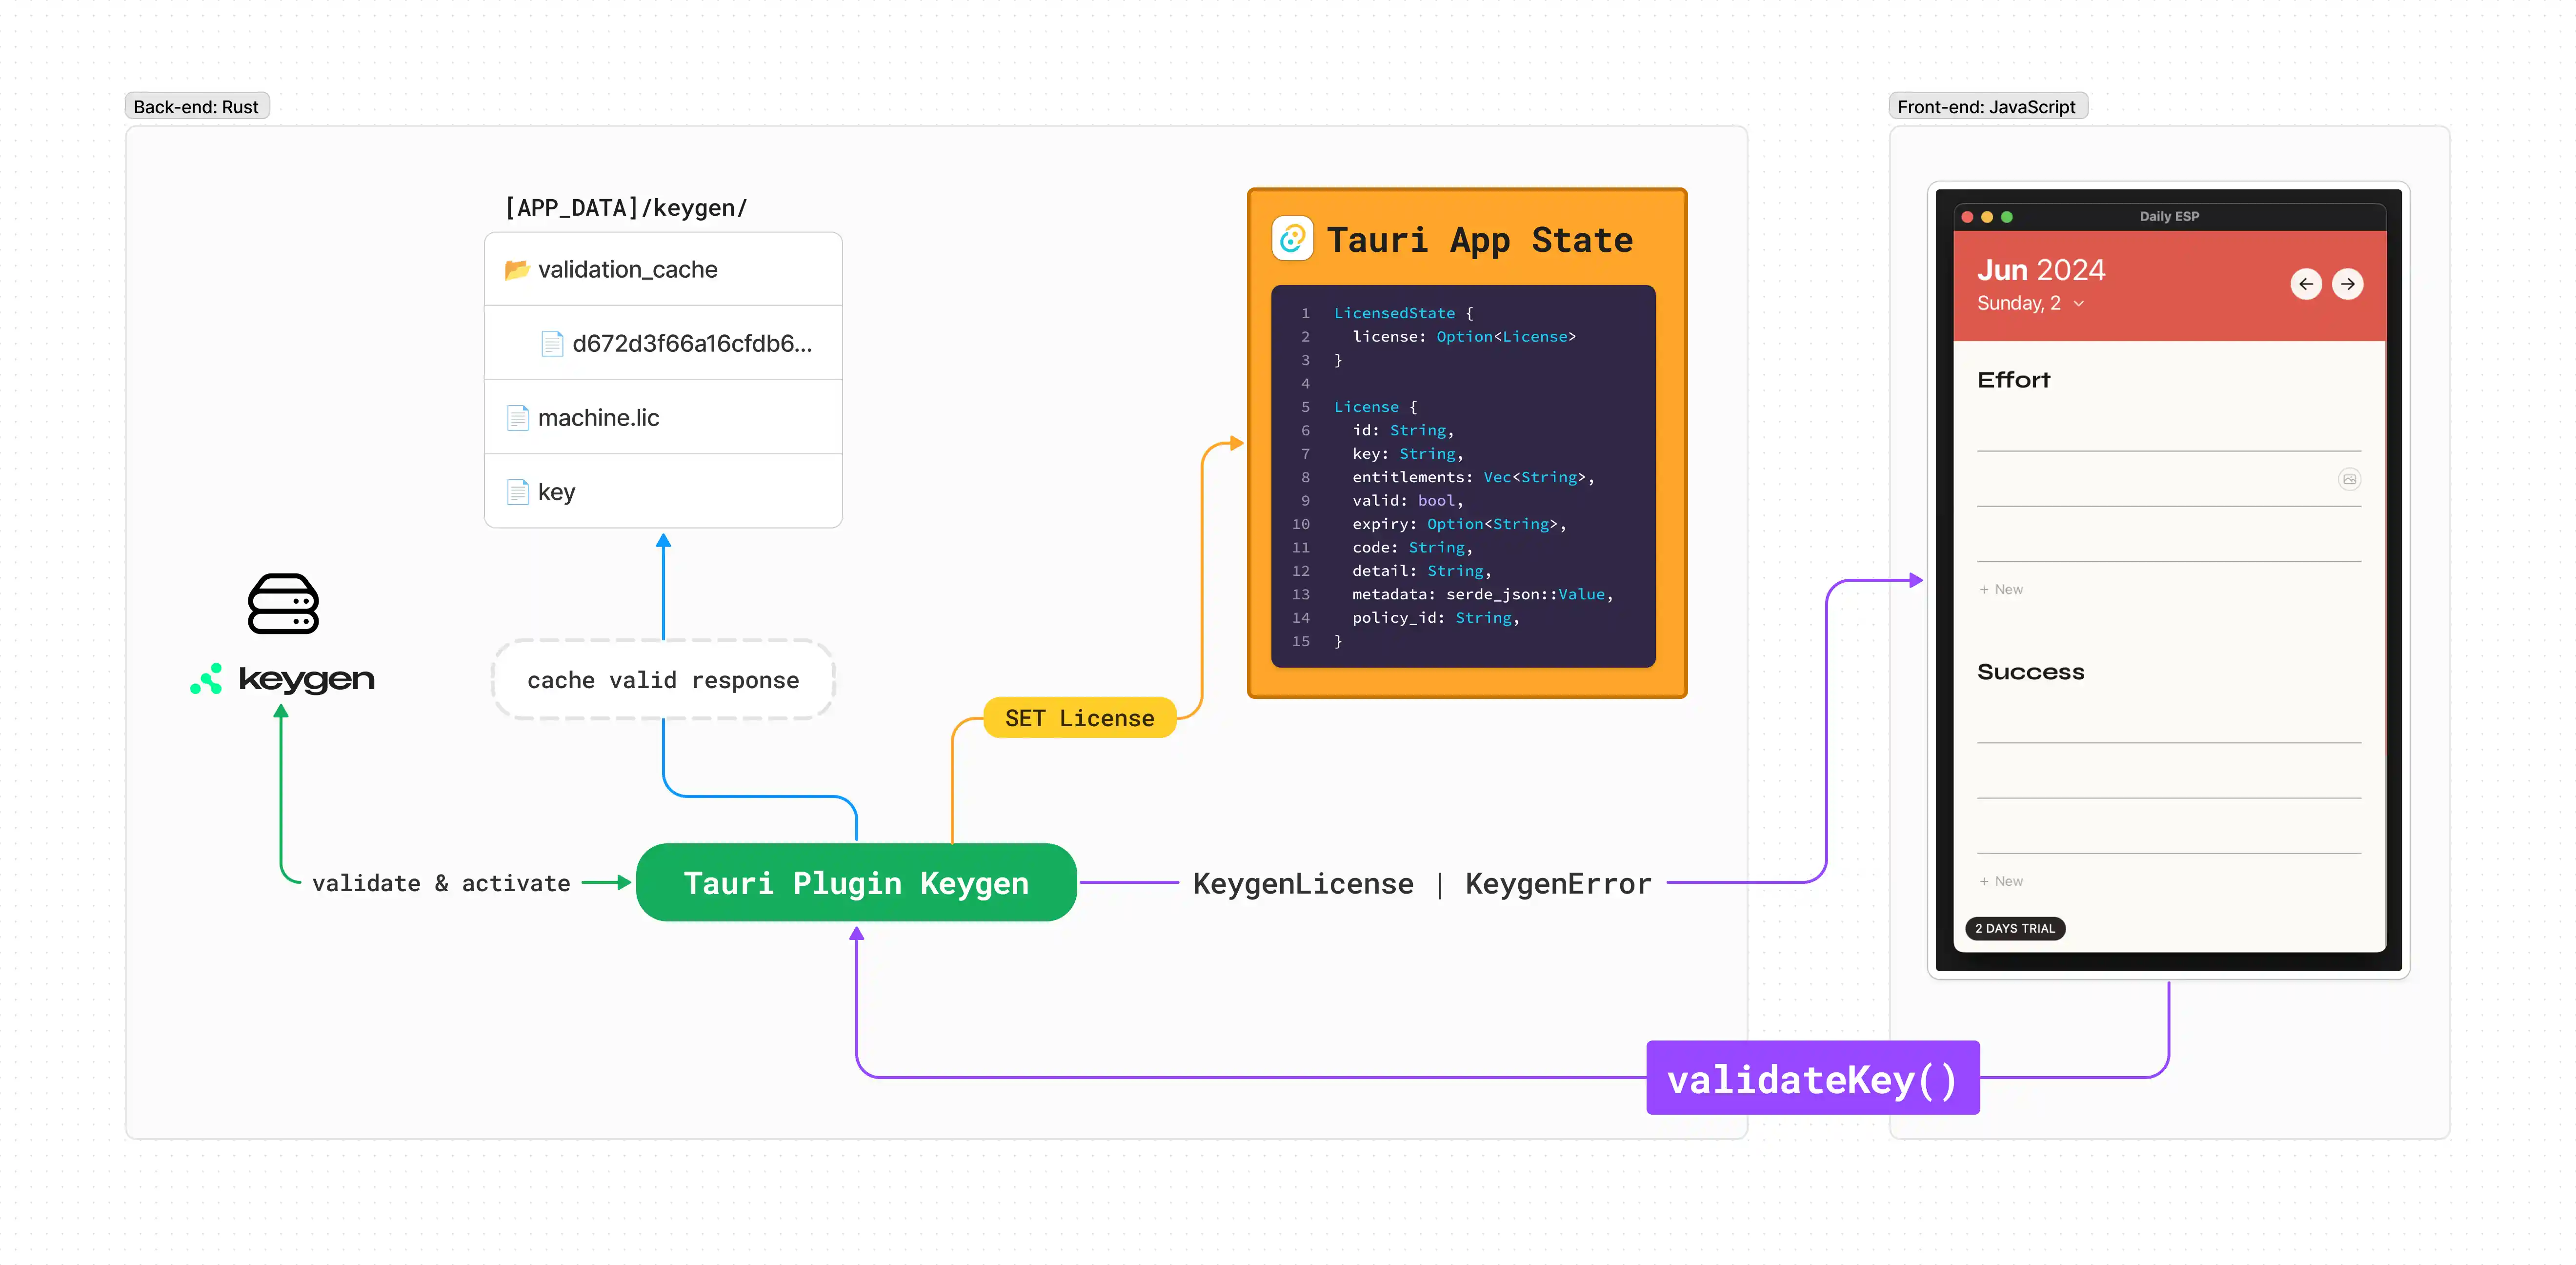 Back-end: Rust
[APP_DATA]/keygen/
📂 validation_cache
📄 d672d3f66a16cfdb6...
📄 machine.lic
📄 key
keygen
cache valid response
validate & activate
Tauri Plugin Keygen
SET License
Tauri App State
1 LicensedState {
2 license: Option<License>
3 }
4
5 License {
6 id: String,
7 key: String,
8 entitlements: Vec<String>,
9 valid: bool,
10 expiry: Option<String>,
11 code: String,
12 detail: String,
13 metadata: serde_json::Value,
14 policy_id: String,
15 }
KeygenLicense | KeygenError
validateKey()
Front-end: JavaScript
Daily ESP
Jun 2024
Sunday, 2
Effort
+ New
Success
+ New
2 DAYS TRIAL